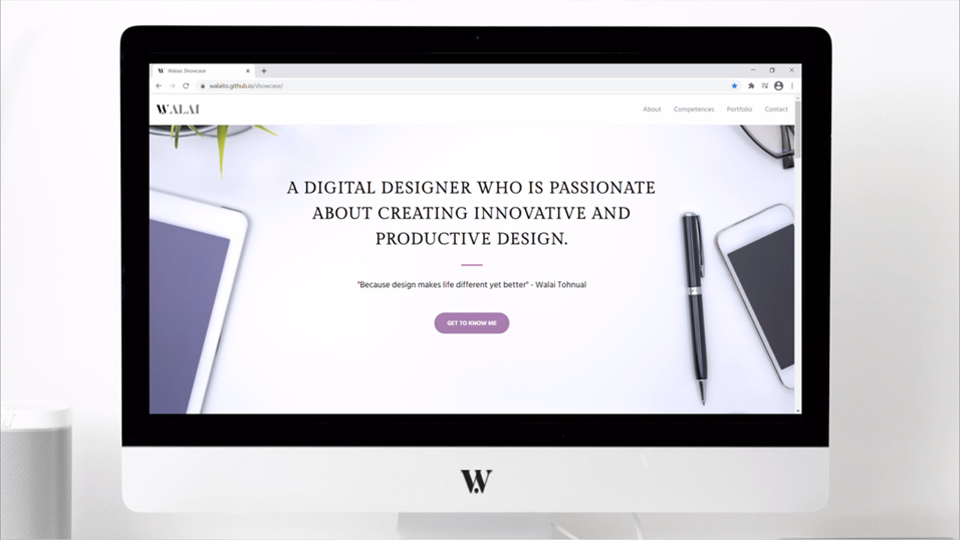 Walais Showcase
walaito.github.io/showcase/
WALAI
About Competences Portfolio Contact
A DIGITAL DESIGNER WHO IS PASSIONATE
ABOUT CREATING INNOVATIVE AND
PRODUCTIVE DESIGN.
"Because design makes life different yet better" - Walai Tohnual
GET TO KNOW ME
W